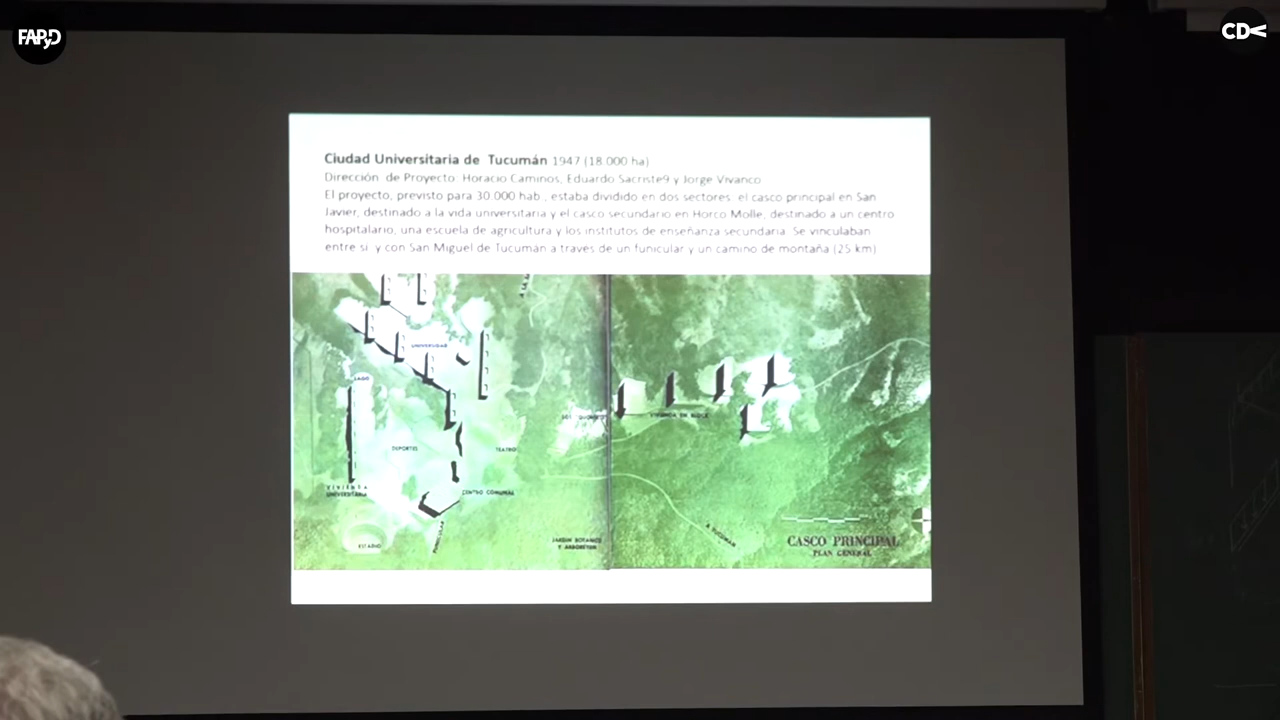 FAPyD
CDV
Ciudad Universitaria de Tucumán 1947 (18.000 ha)
Dirección de Proyecto: Horacio Caminos, Eduardo Sacriste9 y Jorge Vivanco
El proyecto, previsto para 30.000 hab., estaba dividido en dos sectores: el casco principal en San
Javier, destinado a la vida universitaria y el casco secundario en Horco Molle, destinado a un centro
hospitalario, una escuela de agricultura y los institutos de enseñanza secundaria. Se vinculaban
entre si y con San Miguel de Tucumán a través de un funicular y un camino de montaña (25 km)
UNIVERSIDAD
LAGO
VIVIENDA EN BLOCK
DEPORTES
TEATRO
VIVIENDA
UNIVERSITARIA
CENTRO COMUNAL
FUNICULAR
ESTADIO
JARDIN BOTANICO
Y ARBORETUM
A TUCUMAN
CASCO PRINCIPAL
PLAN GENERAL